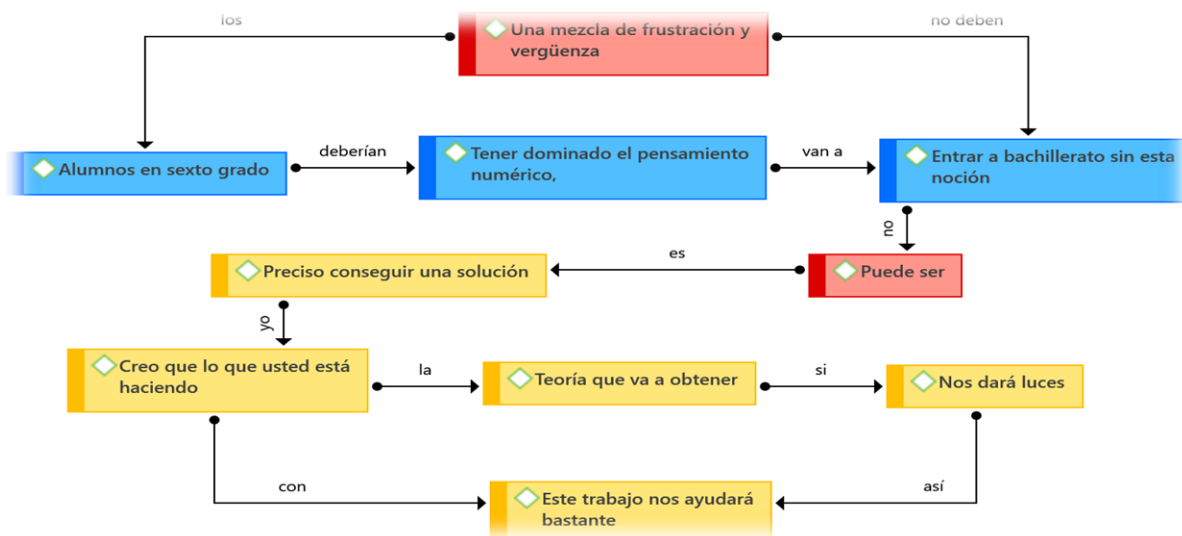 los
no deben
Una mezcla de frustración y
vergüenza
Alumnos en sexto grado
deberían
Tener dominado el pensamiento
numérico,
van a
Entrar a bachillerato sin esta
noción
no
Puede ser
es
Preciso conseguir una solución
yo
Creo que lo que usted está
haciendo
la
Teoría que va a obtener
si
Nos dará luces
con
así
Este trabajo nos ayudará
bastante